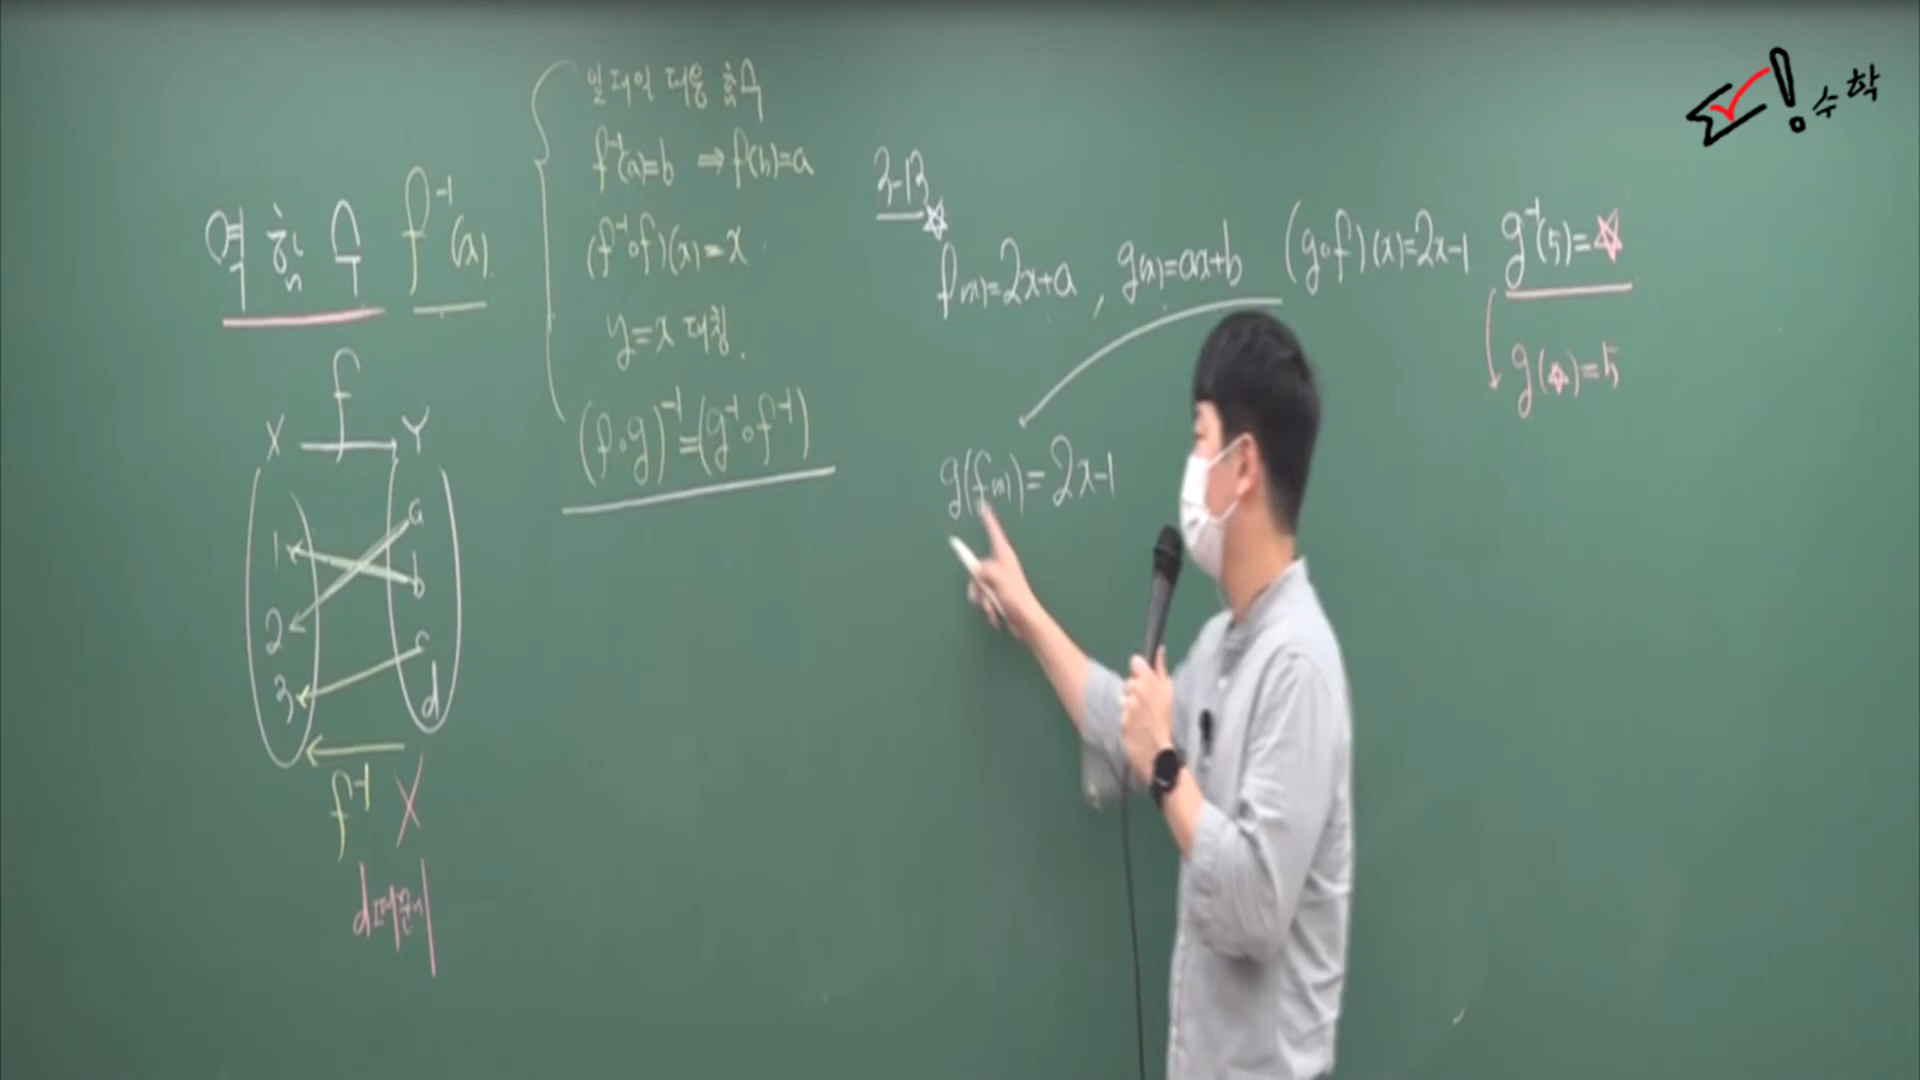 역함수 f⁻¹(x)
일대일 대응 함수
f⁻¹(a)=b ⇒ f(b)=a
(f⁻¹∘f)(x)=x
y=x 대칭.
(f∘g)⁻¹=(g⁻¹∘f⁻¹)
f
X Y
1 a
2 b
3 c
d
f⁻¹ X
d때문에
3-13
f(x)=2x+a, g(x)=ax+b (g∘f)(x)=2x-1 g⁻¹(5)=☆
g(☆)=5
g(f(x))=2x-1
수학